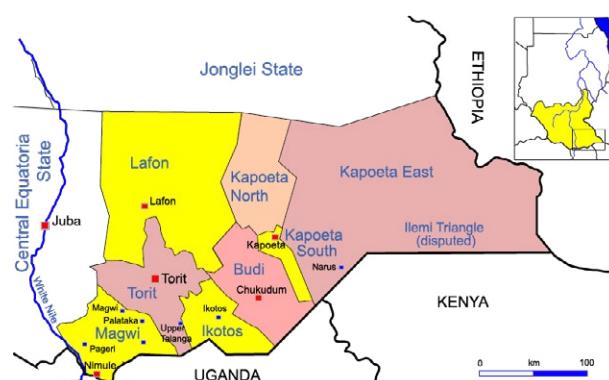 Jonglei State
ETHIOPIA
Central Equatoria
State
Lafon
Lafon
Kapoeta
North
Kapoeta East
Juba
Kapoeta
Kapoeta
South
Ilemi Triangle
(disputed)
Narus
Torit
Torit
Budi
Chukudum
White Nile
Magwi
Palataka
Magwi
Pageri
Nimule
Upper
Talanga
Ikotos
Ikotos
KENYA
UGANDA
0
km
100